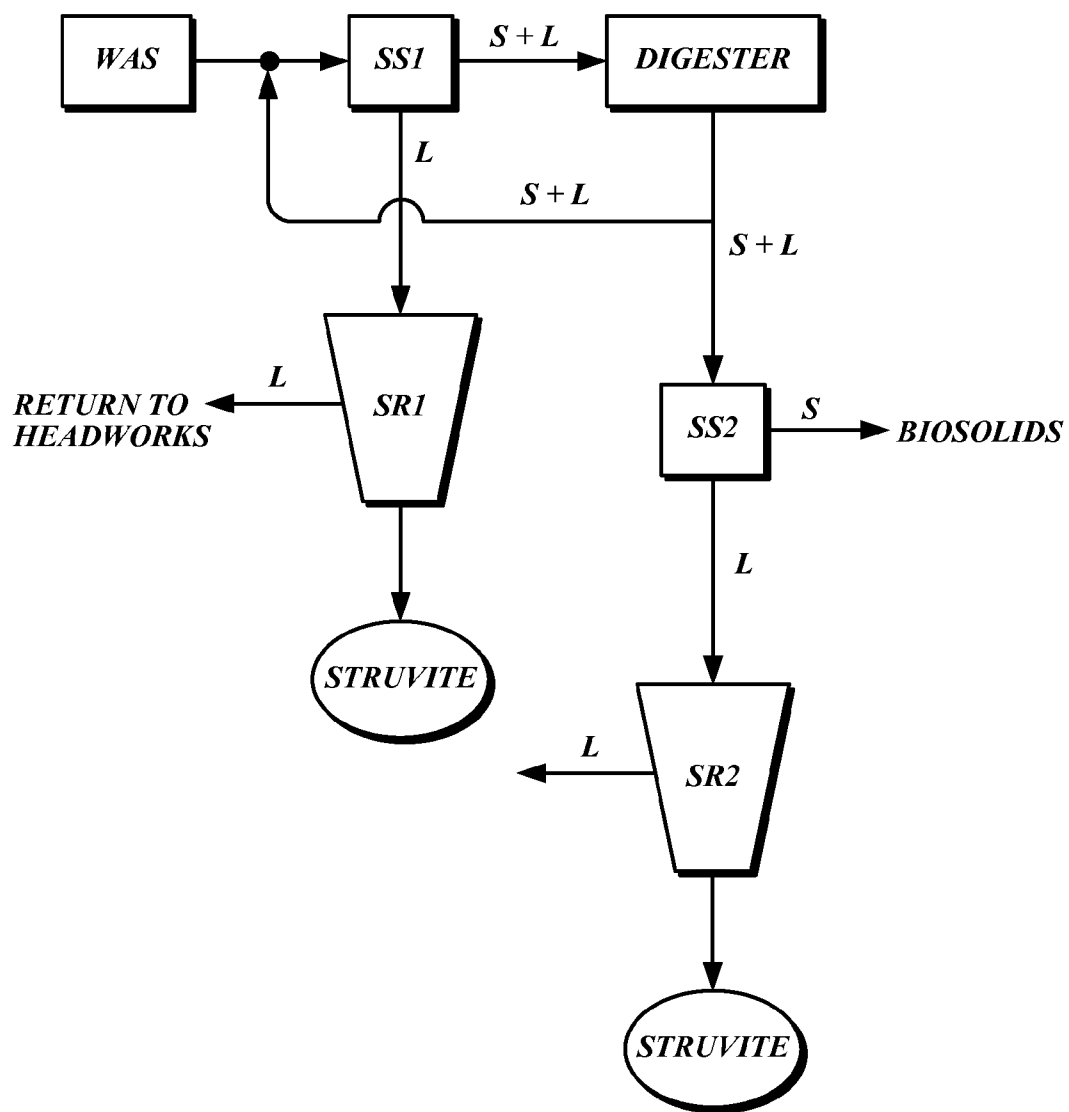 WAS
SS1
S + L
DIGESTER
L
S + L
S + L
L
RETURN TO
HEADWORKS
SR1
SS2
S
BIOSOLIDS
L
STRUVITE
L
SR2
STRUVITE